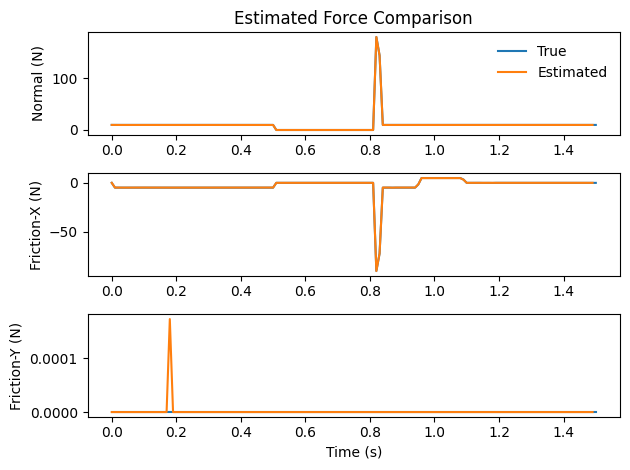 Estimated Force Comparison
Normal (N)
100
0
True
Estimated
0.0 0.2 0.4 0.6 0.8 1.0 1.2 1.4
Friction-X (N)
0
−50
0.0 0.2 0.4 0.6 0.8 1.0 1.2 1.4
Friction-Y (N)
0.0001
0.0000
0.0 0.2 0.4 0.6 0.8 1.0 1.2 1.4
Time (s)